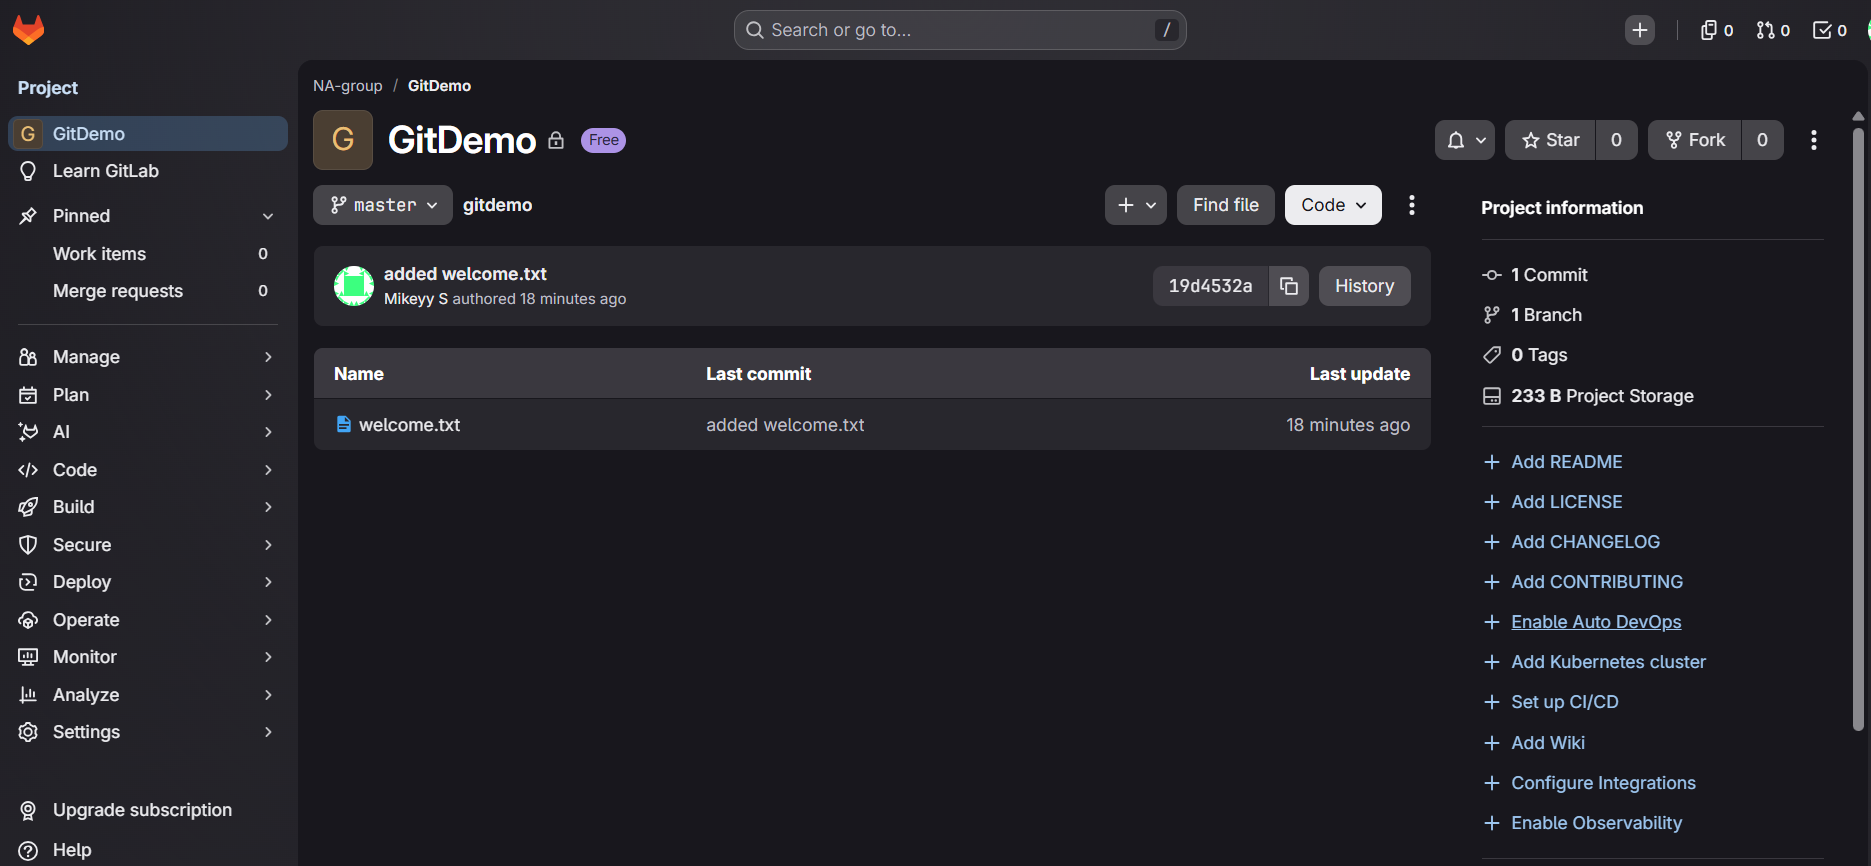 Search or go to... /
0 0 0
Project
G GitDemo
Learn GitLab
Pinned
Work items 0
Merge requests 0
Manage
Plan
AI
Code
Build
Secure
Deploy
Operate
Monitor
Analyze
Settings
Upgrade subscription
Help
NA-group / GitDemo
G GitDemo Free
Star 0 Fork 0
master gitdemo
Find file Code
added welcome.txt
Mikeyy S authored 18 minutes ago
19d4532a History
Name Last commit Last update
welcome.txt added welcome.txt 18 minutes ago
Project information
1 Commit
1 Branch
0 Tags
233 B Project Storage
Add README
Add LICENSE
Add CHANGELOG
Add CONTRIBUTING
Enable Auto DevOps
Add Kubernetes cluster
Set up CI/CD
Add Wiki
Configure Integrations
Enable Observability